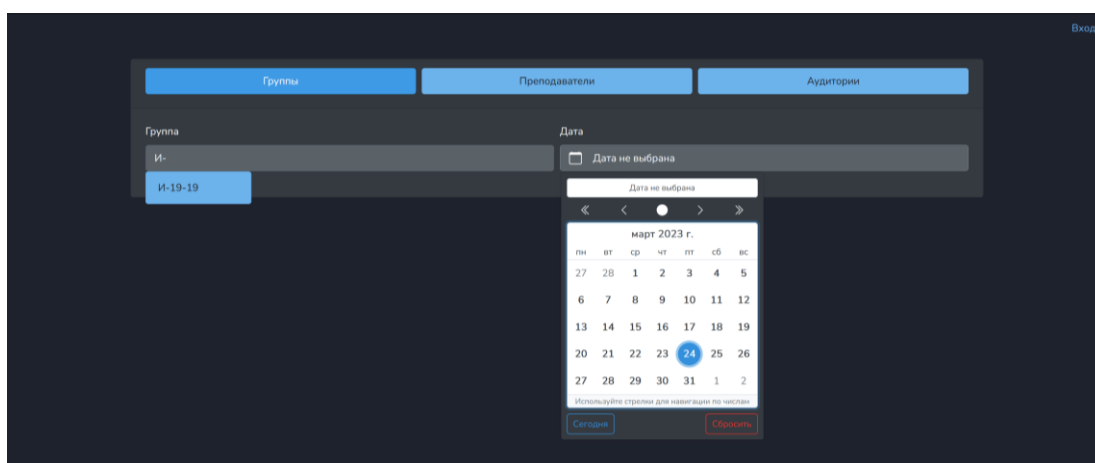 Вход
Группы Преподаватели Аудитории
Группа Дата
И- Дата не выбрана
И-19-19 Дата не выбрана
март 2023 г.
пн вт ср чт пт сб вс
27 28 1 2 3 4 5
6 7 8 9 10 11 12
13 14 15 16 17 18 19
20 21 22 23 24 25 26
27 28 29 30 31 1 2
Используйте стрелки для навигации по числам
Сегодня Сбросить